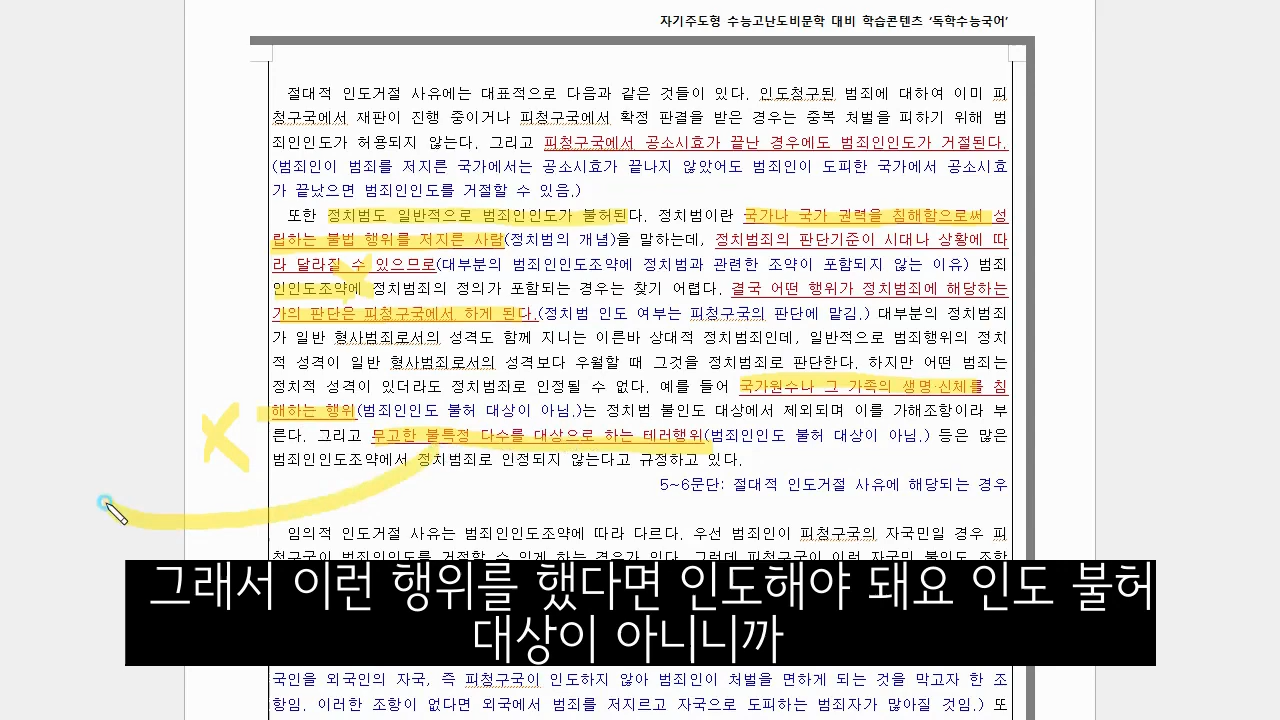 자기주도형 수능고난도비문학 대비 학습콘텐츠 '독학수능국어'
절대적 인도거절 사유에는 대표적으로 다음과 같은 것들이 있다. 인도청구된 범죄에 대하여 이미 피
청구국에서 재판이 진행 중이거나 피청구국에서 확정 판결을 받은 경우는 중복 처벌을 피하기 위해 범
죄인인도가 허용되지 않는다. 그리고 피청구국에서 공소시효가 끝난 경우에도 범죄인인도가 거절된다.
(범죄인이 범죄를 저지른 국가에서는 공소시효가 끝나지 않았어도 범죄인이 도피한 국가에서 공소시효
가 끝났으면 범죄인인도를 거절할 수 있음.)
또한 정치범도 일반적으로 범죄인인도가 불허된다. 정치범이란 국가나 국가 권력을 침해함으로써 성
립하는 불법 행위를 저지른 사람(정치범의 개념)을 말하는데, 정치범죄의 판단기준이 시대나 상황에 따
라 달라질 수 있으므로(대부분의 범죄인인도조약에 정치범과 관련한 조약이 포함되지 않는 이유) 범죄
인인도조약에 정치범죄의 정의가 포함되는 경우는 찾기 어렵다. 결국 어떤 행위가 정치범죄에 해당하는
가의 판단은 피청구국에서 하게 된다.(정치범 인도 여부는 피청구국의 판단에 맡김.) 대부분의 정치범죄
가 일반 형사범죄로서의 성격도 함께 지니는 이른바 상대적 정치범죄인데, 일반적으로 범죄행위의 정치
적 성격이 일반 형사범죄로서의 성격보다 우월할 때 그것을 정치범죄로 판단한다. 하지만 어떤 범죄는
정치적 성격이 있더라도 정치범죄로 인정될 수 없다. 예를 들어 국가원수나 그 가족의 생명·신체를 침
해하는 행위(범죄인인도 불허 대상이 아님.)는 정치범 불인도 대상에서 제외되며 이를 가해조항이라 부
른다. 그리고 무고한 불특정 다수를 대상으로 하는 테러행위(범죄인인도 불허 대상이 아님.) 등은 많은
범죄인인도조약에서 정치범죄로 인정되지 않는다고 규정하고 있다.
5~6문단: 절대적 인도거절 사유에 해당되는 경우
임의적 인도거절 사유는 범죄인인도조약에 따라 다르다. 우선 범죄인이 피청구국의 자국민일 경우 피
청구국이 범죄인인도를 거절할 수 있게 하는 경우가 있다. 그런데 피청구국이 이런 자국민 불인도 조항
그래서 이런 행위를 했다면 인도해야 돼요 인도 불허
대상이 아니니까
국인을 외국인의 자국, 즉 피청구국이 인도하지 않아 범죄인이 처벌을 면하게 되는 것을 막고자 한 조
항임. 이러한 조항이 없다면 외국에서 범죄를 저지르고 자국으로 도피하는 범죄자가 많아질 것임.) 또